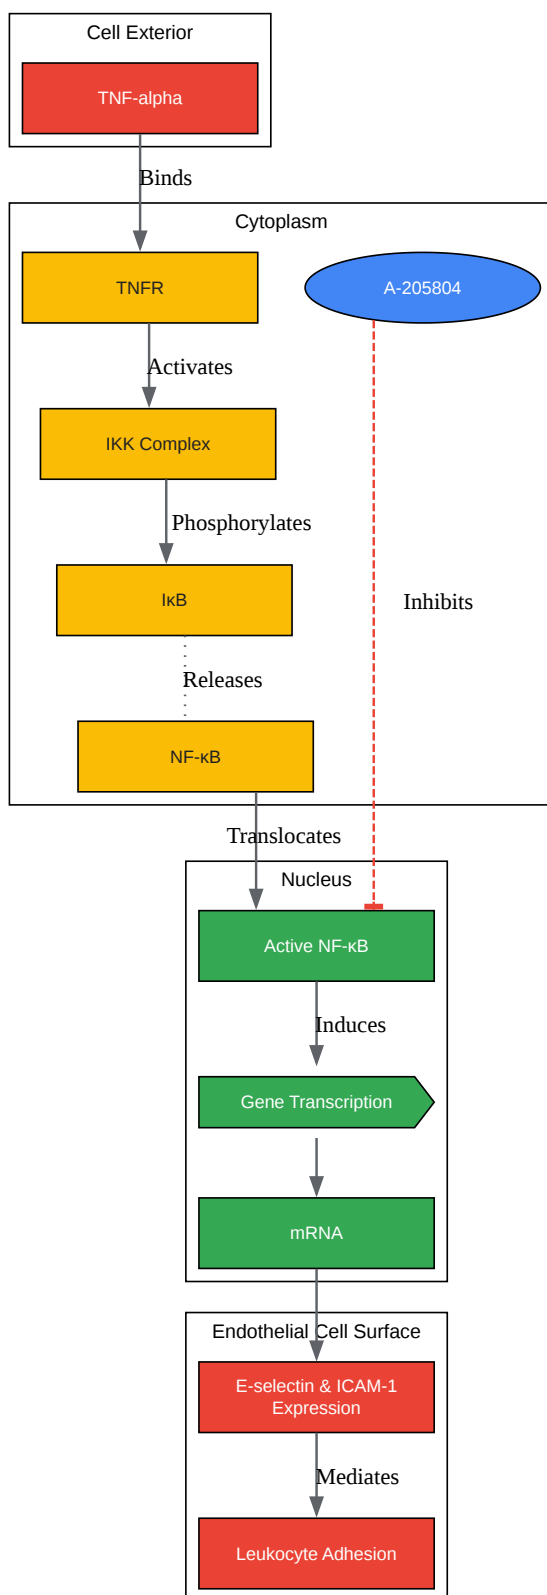 Cell Exterior
TNF-alpha
Binds
Cytoplasm
TNFR
A-205804
Activates
IKK Complex
Phosphorylates
IκB
Inhibits
Releases
NF-κB
Translocates
Nucleus
Active NF-κB
Induces
Gene Transcription
mRNA
Endothelial Cell Surface
E-selectin & ICAM-1
Expression
Mediates
Leukocyte Adhesion